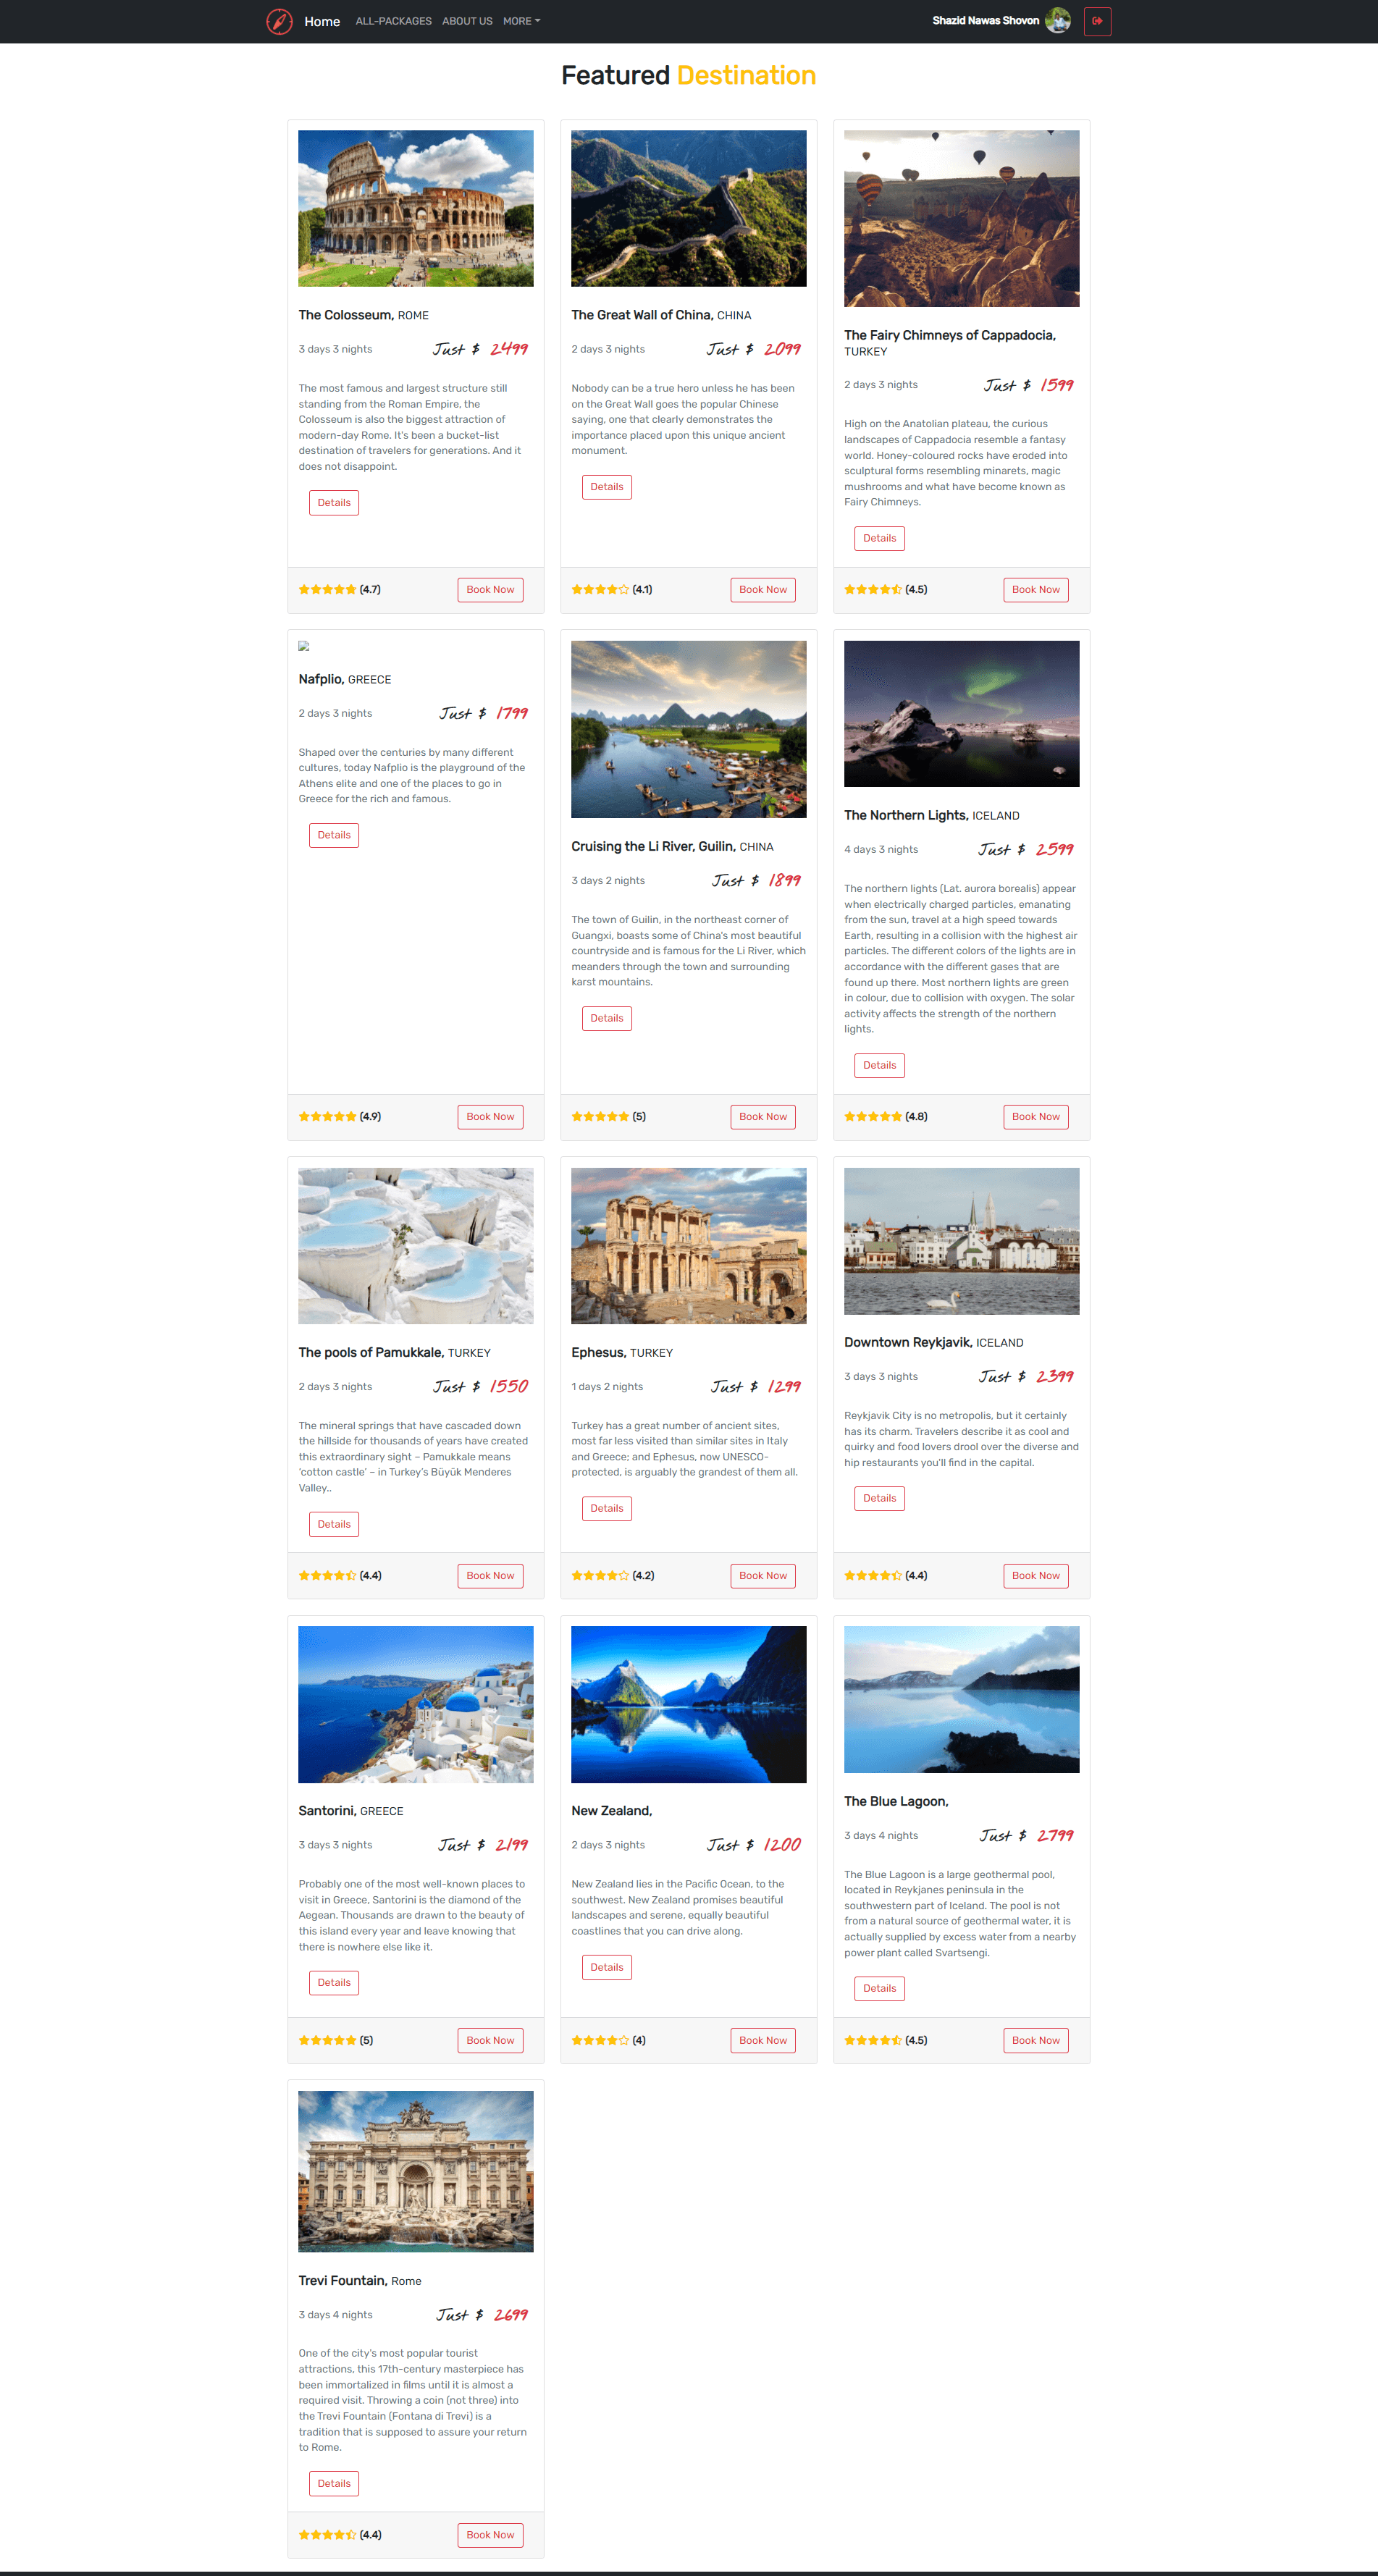 Home ALL-PACKAGES ABOUT US MORE Shazid Nawas Shovon
Featured Destination
The Colosseum, ROME
3 days 3 nights Just $ 2499
The most famous and largest structure still
standing from the Roman Empire, the
Colosseum is also the biggest attraction of
modern-day Rome. It's been a bucket-list
destination of travelers for generations. And it
does not disappoint.
Details
(4.7) Book Now
The Great Wall of China, CHINA
2 days 3 nights Just $ 2099
Nobody can be a true hero unless he has been
on the Great Wall goes the popular Chinese
saying, one that clearly demonstrates the
importance placed upon this unique ancient
monument.
Details
(4.1) Book Now
The Fairy Chimneys of Cappadocia,
TURKEY
2 days 3 nights Just $ 1599
High on the Anatolian plateau, the curious
landscapes of Cappadocia resemble a fantasy
world. Honey-coloured rocks have eroded into
sculptural forms resembling minarets, magic
mushrooms and what have become known as
Fairy Chimneys.
Details
(4.5) Book Now
Nafplio, GREECE
2 days 3 nights Just $ 1799
Shaped over the centuries by many different
cultures, today Nafplio is the playground of the
Athens elite and one of the places to go in
Greece for the rich and famous.
Details
(4.9) Book Now
Cruising the Li River, Guilin, CHINA
3 days 2 nights Just $ 1899
The town of Guilin, in the northeast corner of
Guangxi, boasts some of China's most beautiful
countryside and is famous for the Li River, which
meanders through the town and surrounding
karst mountains.
Details
(5) Book Now
The Northern Lights, ICELAND
4 days 3 nights Just $ 2599
The northern lights (Lat. aurora borealis) appear
when electrically charged particles, emanating
from the sun, travel at a high speed towards
Earth, resulting in a collision with the highest air
particles. The different colors of the lights are in
accordance with the different gases that are
found up there. Most northern lights are green
in colour, due to collision with oxygen. The solar
activity affects the strength of the northern
lights.
Details
(4.8) Book Now
The pools of Pamukkale, TURKEY
2 days 3 nights Just $ 1550
The mineral springs that have cascaded down
the hillside for thousands of years have created
this extraordinary sight – Pamukkale means
'cotton castle' – in Turkey's Büyük Menderes
Valley..
Details
(4.4) Book Now
Ephesus, TURKEY
1 days 2 nights Just $ 1299
Turkey has a great number of ancient sites,
most far less visited than similar sites in Italy
and Greece; and Ephesus, now UNESCO-
protected, is arguably the grandest of them all.
Details
(4.2) Book Now
Downtown Reykjavik, ICELAND
3 days 3 nights Just $ 2399
Reykjavik City is no metropolis, but it certainly
has its charm. Travelers describe it as cool and
quirky and food lovers drool over the diverse and
hip restaurants you'll find in the capital.
Details
(4.4) Book Now
Santorini, GREECE
3 days 3 nights Just $ 2199
Probably one of the most well-known places to
visit in Greece, Santorini is the diamond of the
Aegean. Thousands are drawn to the beauty of
this island every year and leave knowing that
there is nowhere else like it.
Details
(5) Book Now
New Zealand,
2 days 3 nights Just $ 1200
New Zealand lies in the Pacific Ocean, to the
southwest. New Zealand promises beautiful
landscapes and serene, equally beautiful
coastlines that you can drive along.
Details
(4) Book Now
The Blue Lagoon,
3 days 4 nights Just $ 2799
The Blue Lagoon is a large geothermal pool,
located in Reykjanes peninsula in the
southwestern part of Iceland. The pool is not
from a natural source of geothermal water, it is
actually supplied by excess water from a nearby
power plant called Svartsengi.
Details
(4.5) Book Now
Trevi Fountain, Rome
3 days 4 nights Just $ 2699
One of the city's most popular tourist
attractions, this 17th-century masterpiece has
been immortalized in films until it is almost a
required visit. Throwing a coin (not three) into
the Trevi Fountain (Fontana di Trevi) is a
tradition that is supposed to assure your return
to Rome.
Details
(4.4) Book Now